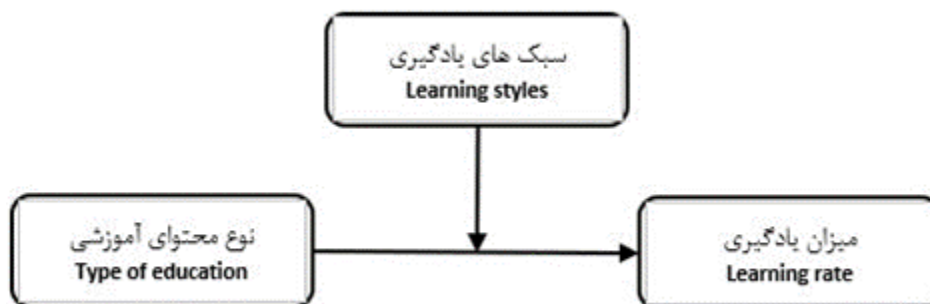 سبک های یادگیری
Learning styles
نوع محتوای آموزشی
Type of education
میزان یادگیری
Learning rate